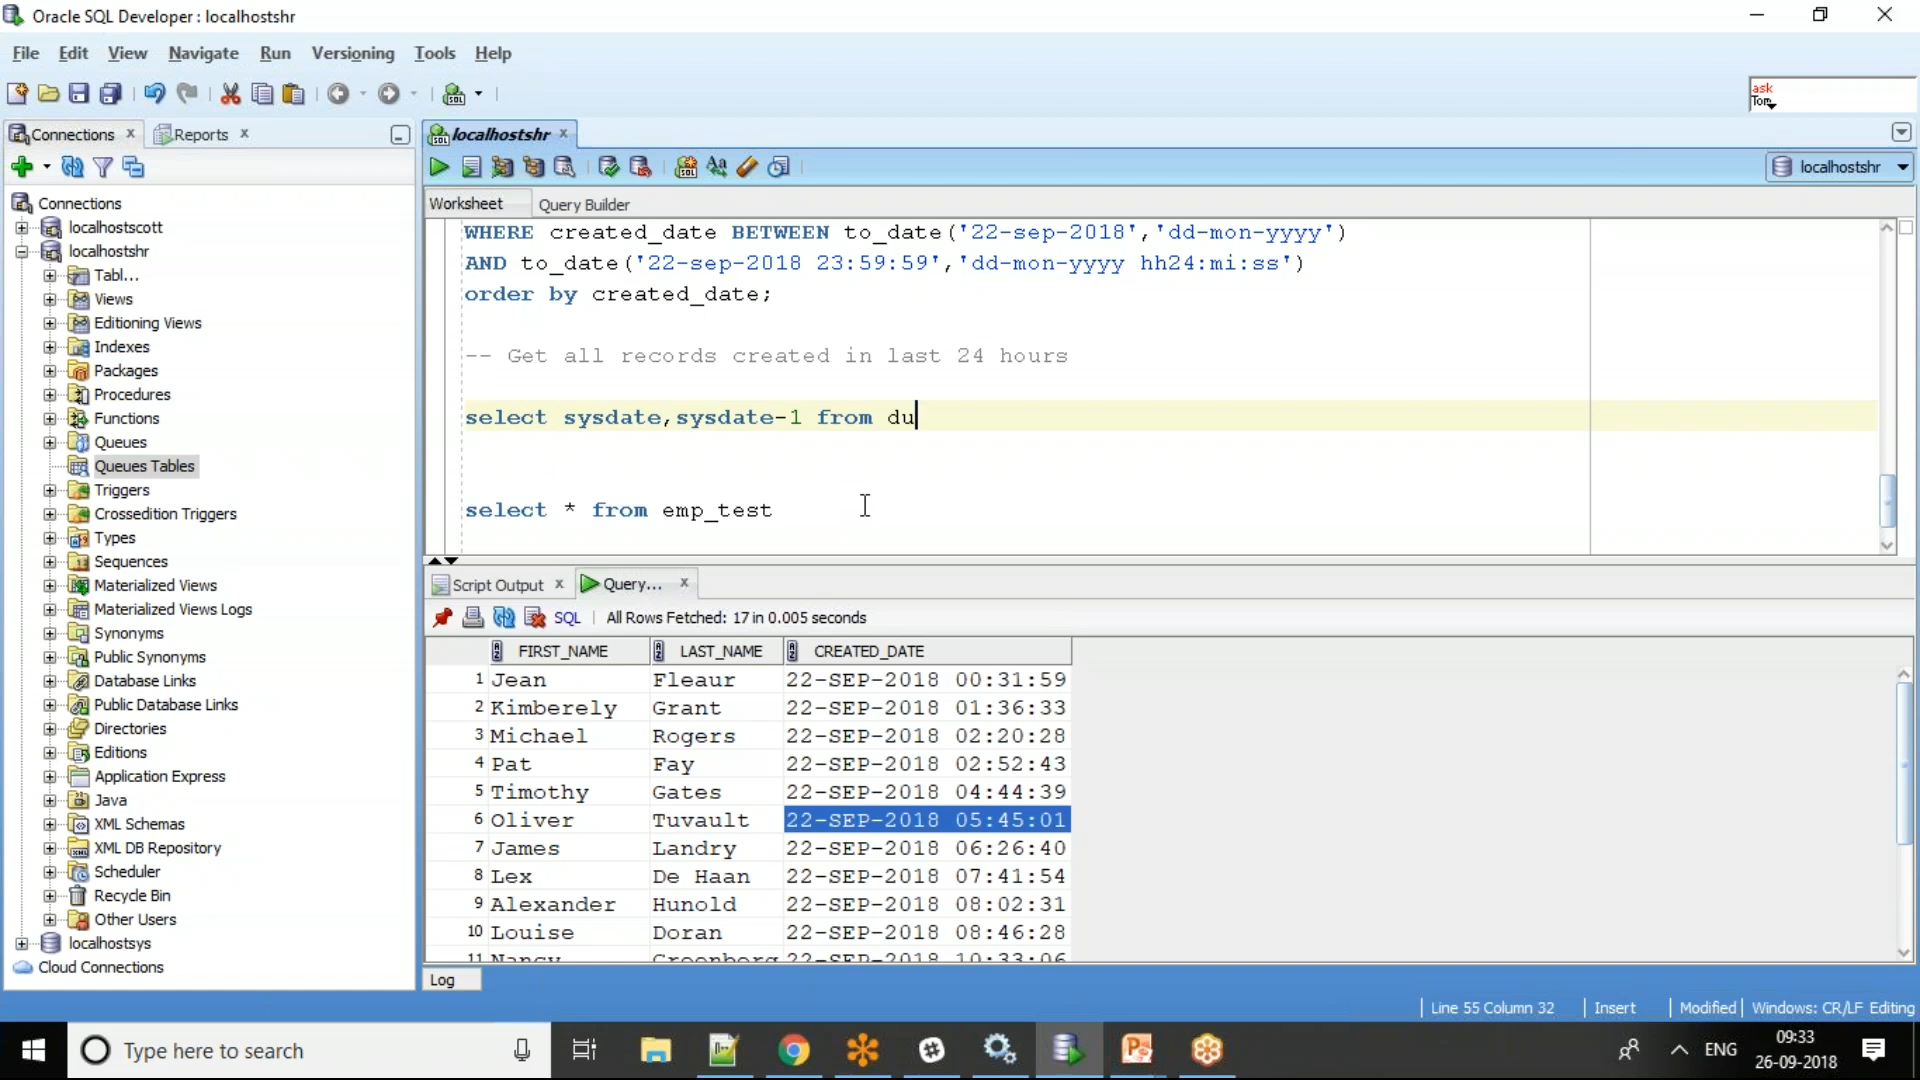 Oracle SQL Developer : localhostshr
File Edit View Navigate Run Versioning Tools Help
ask
Tom
Connections Reports
localhostshr
localhostshr
Worksheet Query Builder
Connections
localhostscott
localhostshr
Tabl...
Views
Editioning Views
Indexes
Packages
Procedures
Functions
Queues
Queues Tables
Triggers
Crossedition Triggers
Types
Sequences
Materialized Views
Materialized Views Logs
Synonyms
Public Synonyms
Database Links
Public Database Links
Directories
Editions
Application Express
Java
XML Schemas
XML DB Repository
Scheduler
Recycle Bin
Other Users
localhostsys
Cloud Connections
WHERE created_date BETWEEN to_date('22-sep-2018','dd-mon-yyyy')
AND to_date('22-sep-2018 23:59:59','dd-mon-yyyy hh24:mi:ss')
order by created_date;
-- Get all records created in last 24 hours
select sysdate,sysdate-1 from du
select * from emp_test
Script Output Query...
SQL All Rows Fetched: 17 in 0.005 seconds
FIRST_NAME LAST_NAME CREATED_DATE
1 Jean Fleaur 22-SEP-2018 00:31:59
2 Kimberely Grant 22-SEP-2018 01:36:33
3 Michael Rogers 22-SEP-2018 02:20:28
4 Pat Fay 22-SEP-2018 02:52:43
5 Timothy Gates 22-SEP-2018 04:44:39
6 Oliver Tuvault 22-SEP-2018 05:45:01
7 James Landry 22-SEP-2018 06:26:40
8 Lex De Haan 22-SEP-2018 07:41:54
9 Alexander Hunold 22-SEP-2018 08:02:31
10 Louise Doran 22-SEP-2018 08:46:28
11 Nancy Greenberg 22-SEP-2018 10:33:06
Log
Line 55 Column 32 Insert Modified Windows: CR/LF Editing
Type here to search
ENG
09:33
26-09-2018